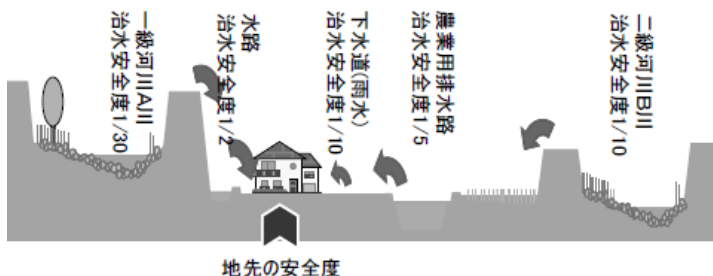 一級河川A川
治水安全度1/30
水路
治水安全度1/2
下水道(雨水)
治水安全度1/10
農業用排水路
治水安全度1/5
二級河川B川
治水安全度1/10
地先の安全度